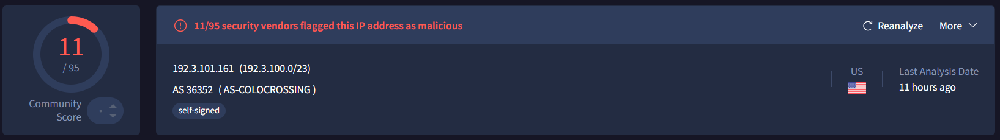 11
/ 95
Community
Score
11/95 security vendors flagged this IP address as malicious
Reanalyze More
192.3.101.161 (192.3.100.0/23)
AS 36352 ( AS-COLOCROSSING )
self-signed
US
Last Analysis Date
11 hours ago